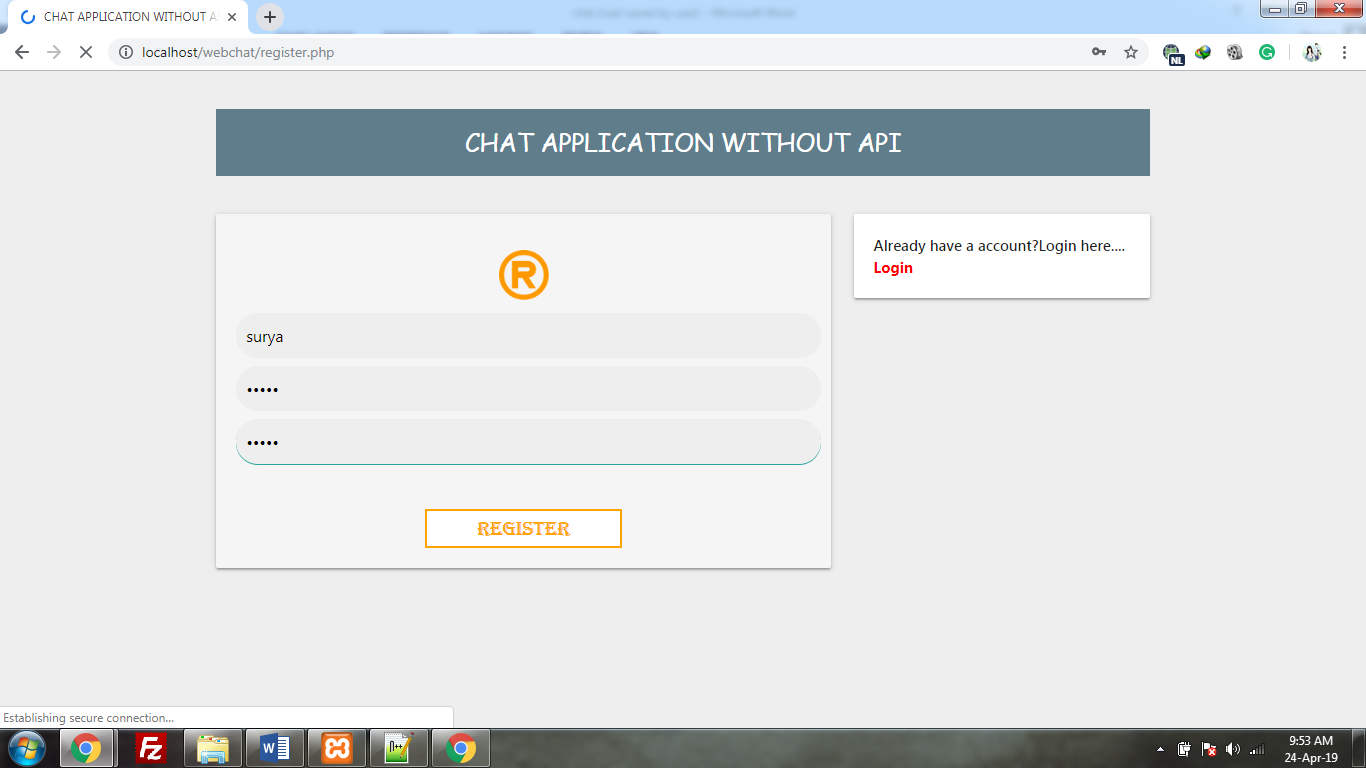 CHAT APPLICATION WITHOUT A
localhost/webchat/register.php
NL
CHAT APPLICATION WITHOUT API
®
surya
•••••
•••••
REGISTER
Already have a account?Login here....
Login
Establishing secure connection...
9:53 AM
24-Apr-19